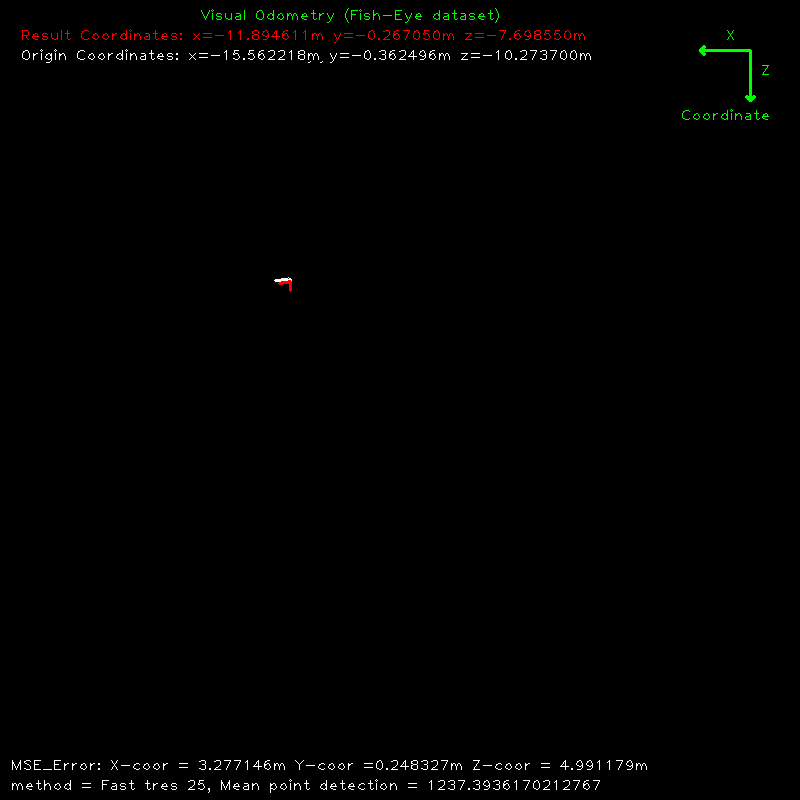 Visual Odometry (Fish-Eye dataset)
Result Coordinates: x=-11.894611m y=-0.267050m z=-7.698550m
Origin Coordinates: x=-15.562218m, y=-0.362496m z=-10.273700m
X
Z
Coordinate
MSE_Error: X-coor = 3.277146m Y-coor =0.248327m Z-coor = 4.991179m
method = Fast tres 25, Mean point detection = 1237.3936170212767